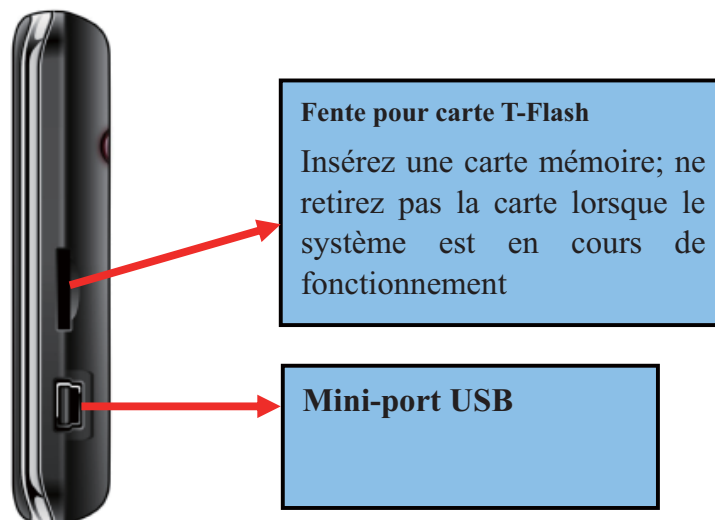 Fente pour carte T-Flash
Insérez une carte mémoire; ne
retirez pas la carte lorsque le
système est en cours de
fonctionnement
Mini-port USB